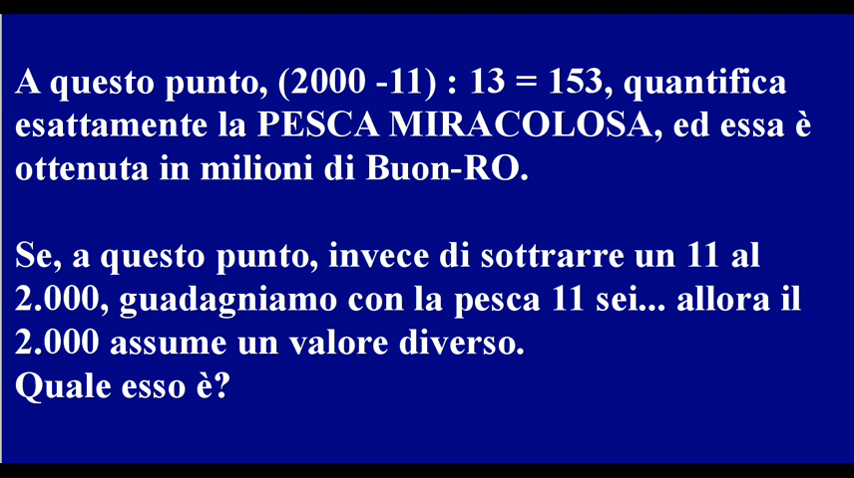 A questo punto, (2000 -11) : 13 = 153, quantifica
esattamente la PESCA MIRACOLOSA, ed essa è
ottenuta in milioni di Buon-RO.
Se, a questo punto, invece di sottrarre un 11 al
2.000, guadagniamo con la pesca 11 sei... allora il
2.000 assume un valore diverso.
Quale esso è?